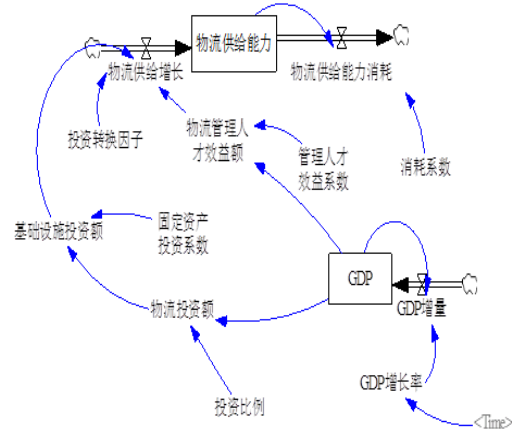 物流供给能力
物流供给增长
物流供给能力消耗
投资转换因子
物流管理人
才效益额
管理人才
效益系数
消耗系数
基础设施投资额
固定资产
投资系数
GDP
GDP增量
物流投资额
GDP增长率
投资比例
<Time>